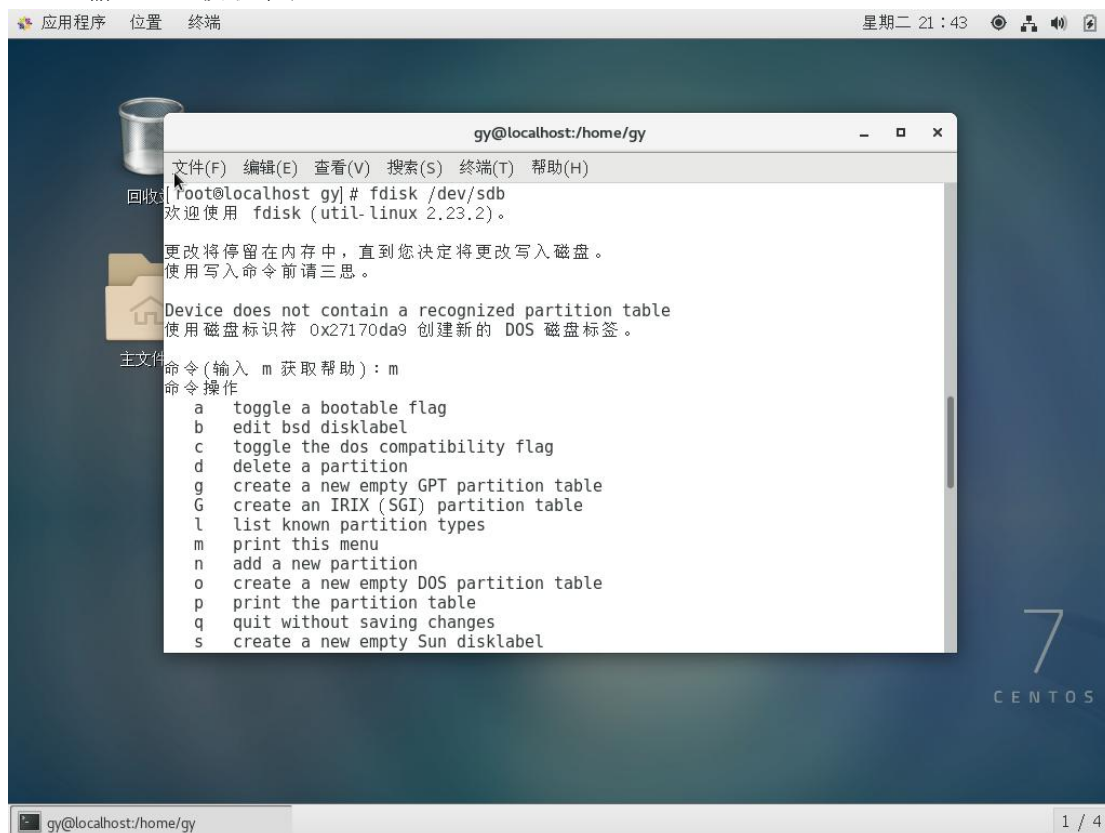 应用程序 位置 终端 星期二 21：43
gy@localhost:/home/gy
文件(F) 编辑(E) 查看(V) 搜索(S) 终端(T) 帮助(H)
回收
[root@localhost gy]# fdisk /dev/sdb
欢迎使用 fdisk (util-linux 2.23.2)。
更改将停留在内存中，直到您决定将更改写入磁盘。
使用写入命令前请三思。
Device does not contain a recognized partition table
使用磁盘标识符 0x27170da9 创建新的 DOS 磁盘标签。
主文件
命令(输入 m 获取帮助)：m
命令操作
a toggle a bootable flag
b edit bsd disklabel
c toggle the dos compatibility flag
d delete a partition
g create a new empty GPT partition table
G create an IRIX (SGI) partition table
l list known partition types
m print this menu
n add a new partition
o create a new empty DOS partition table
p print the partition table
q quit without saving changes
s create a new empty Sun disklabel
7
CENTOS
gy@localhost:/home/gy 1 / 4